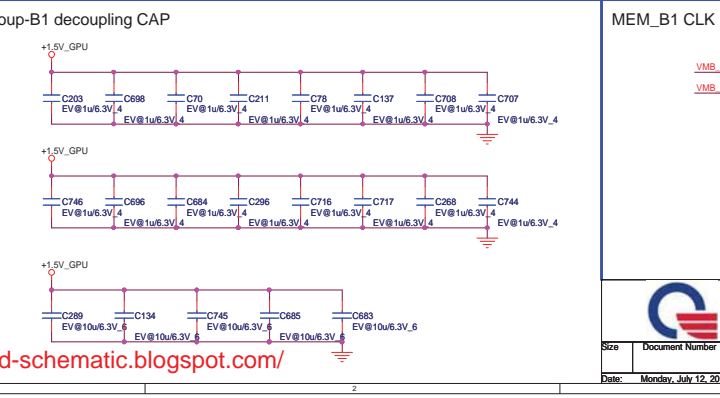 oup-B1 decoupling CAP
MEM_B1 CLK
+1.5V_GPU
VMB_
VMB_
C203 C698 C70 C211 C78 C137 C708 C707
EV@1u/6.3V_4 EV@1u/6.3V_4 EV@1u/6.3V_4 EV@1u/6.3V_4
EV@1u/6.3V_4 EV@1u/6.3V_4 EV@1u/6.3V_4 EV@1u/6.3V_4
+1.5V_GPU
C746 C696 C684 C296 C716 C717 C268 C744
EV@1u/6.3V_4 EV@1u/6.3V_4 EV@1u/6.3V_4 EV@1u/6.3V_4
EV@1u/6.3V_4 EV@1u/6.3V_4 EV@1u/6.3V_4 EV@1u/6.3V_4
+1.5V_GPU
C289 C134 C745 C685 C683
EV@10u/6.3V_6 EV@10u/6.3V_6 EV@10u/6.3V_6
EV@10u/6.3V_6 EV@10u/6.3V_6
d-schematic.blogspot.com/
Size Document Number
Date: Monday, July 12, 20
2